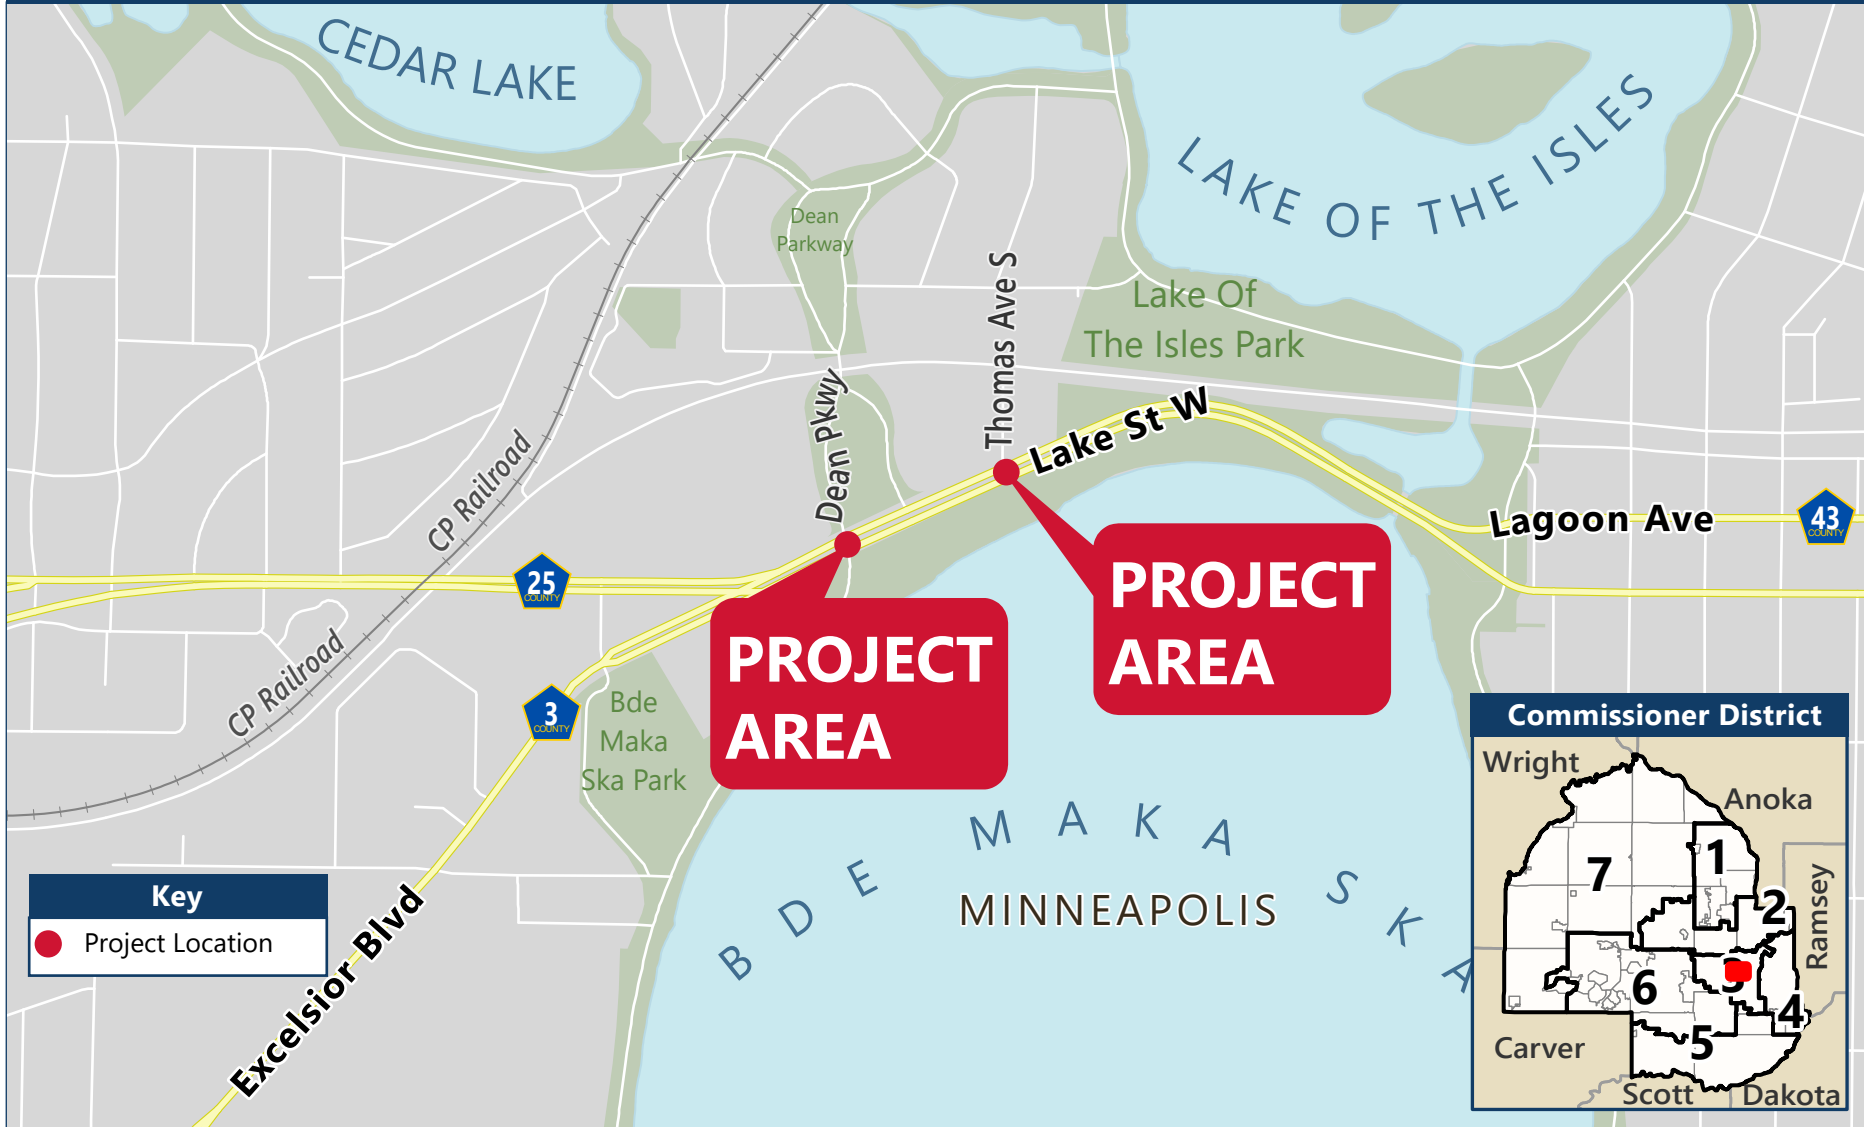 CEDAR LAKE
LAKE OF THE ISLES
Dean
Parkway
Thomas Ave S
Lake Of
The Isles Park
Dean Pkwy
Lake St W
CP Railroad
Lagoon Ave
43
COUNTY
25
COUNTY
PROJECT
AREA
PROJECT
AREA
CP Railroad
3
COUNTY
Bde
Maka
Ska Park
BDE MAKA SKA
MINNEAPOLIS
Excelsior Blvd
Key
Project Location
Commissioner District
Wright
Anoka
1
7
2
Ramsey
3
6
4
5
Carver
Scott
Dakota